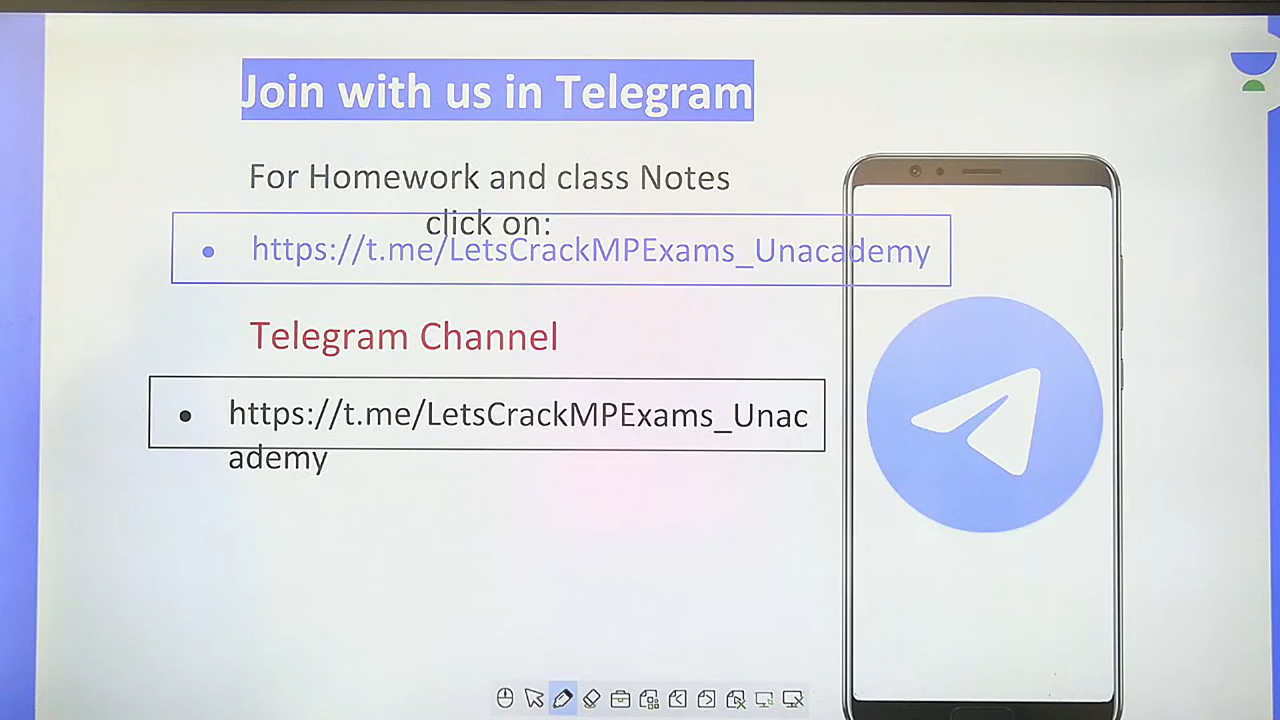 Join with us in Telegram
For Homework and class Notes
click on:
• https://t.me/LetsCrackMPExams_Unacademy
Telegram Channel
• https://t.me/LetsCrackMPExams_Unac
ademy